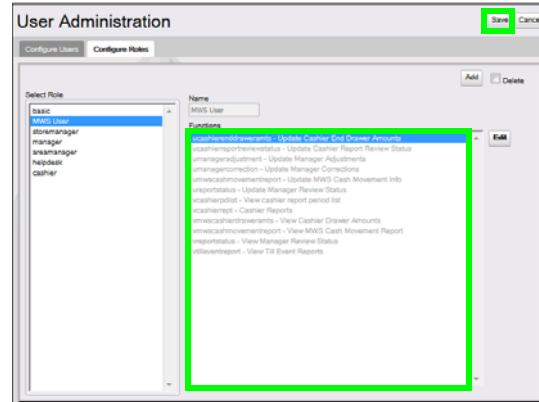 User Administration
Save Cance
Configure Users Configure Roles
Add Delete
Select Role
Name
basic
MWS User
storemanager
manager
areamanager
helpdesk
cashier
MWS User
Functions
Edit
ucashierenddraweramts - Update Cashier End Drawer Amounts
ucashierreportreviewstatus - Update Cashier Report Review Status
umanageradjustment - Update Manager Adjustments
umanagercorrection - Update Manager Corrections
umwscashmovementreport - Update MWS Cash Movement Info
ureportstatus - Update Manager Review Status
vcashierpdlist - View cashier report period list
vcashierrept - Cashier Reports
vmwscashierdraweramts - View Cashier Drawer Amounts
vmwscashmovementreport - View MWS Cash Movement Report
vreportstatus - View Manager Review Status
vtilleventreport - View Till Event Reports